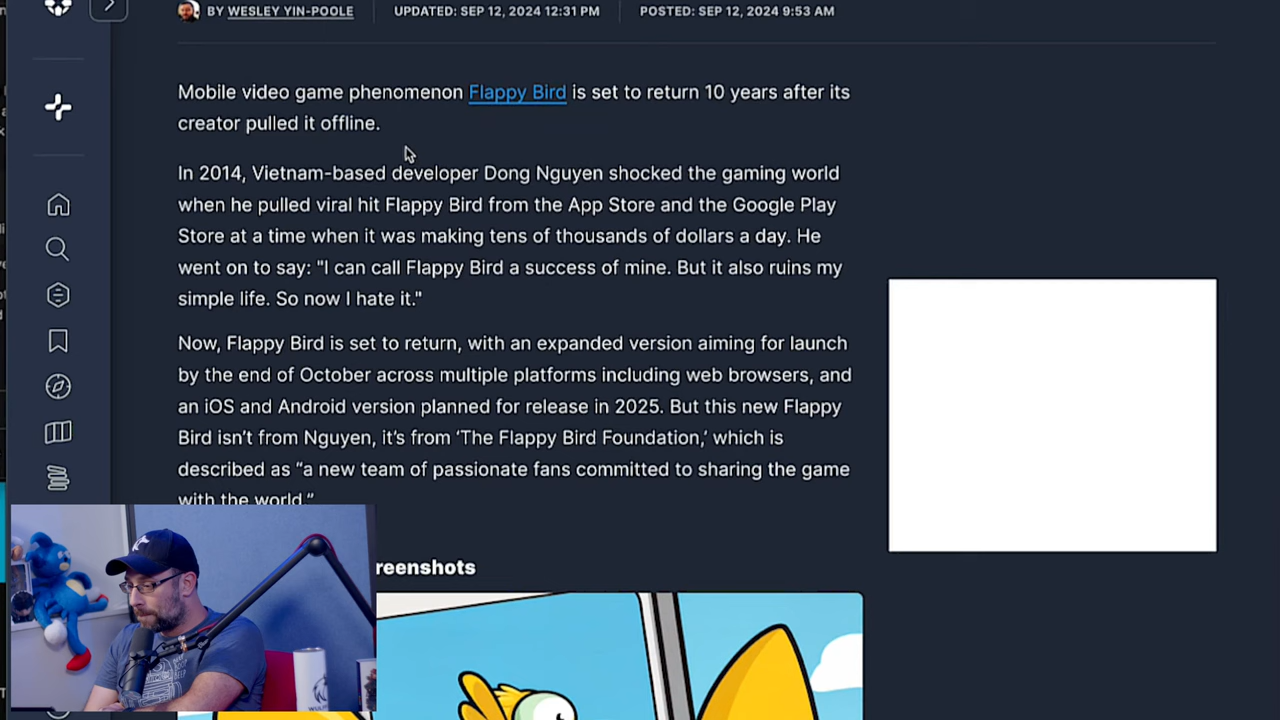 BY WESLEY YIN-POOLE UPDATED: SEP 12, 2024 12:31 PM POSTED: SEP 12, 2024 9:53 AM
Mobile video game phenomenon Flappy Bird is set to return 10 years after its
creator pulled it offline.
In 2014, Vietnam-based developer Dong Nguyen shocked the gaming world
when he pulled viral hit Flappy Bird from the App Store and the Google Play
Store at a time when it was making tens of thousands of dollars a day. He
went on to say: "I can call Flappy Bird a success of mine. But it also ruins my
simple life. So now I hate it."
Now, Flappy Bird is set to return, with an expanded version aiming for launch
by the end of October across multiple platforms including web browsers, and
an iOS and Android version planned for release in 2025. But this new Flappy
Bird isn't from Nguyen, it's from ‘The Flappy Bird Foundation,’ which is
described as “a new team of passionate fans committed to sharing the game
with the world.”
reenshots